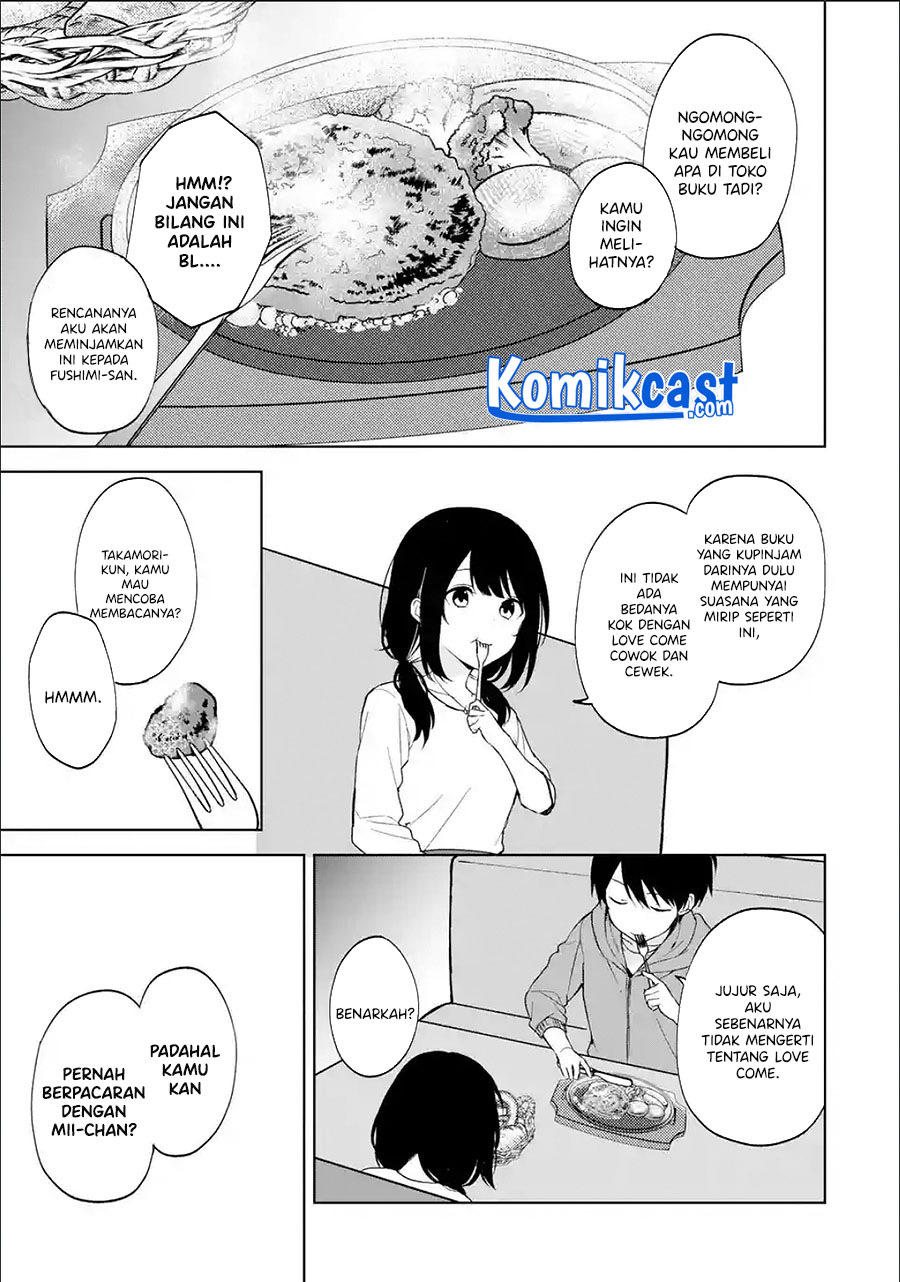 NGOMONG-
NGOMONG
KAU MEMBELI
APA DI TOKO
BUKU TADI?
KAMU
INGIN
MELI-
HATNYA?
HMM!?
JANGAN
BILANG INI
ADALAH
BL....
RENCANANYA
AKU AKAN
MEMINJAMKAN
INI KEPADA
FUSHIMI-SAN.
Komikcast
.com
KARENA BUKU
YANG KUPINJAM
DARINYA DULU
MEMPUNYAI
SUASANA YANG
MIRIP SEPERTI
INI,
INI TIDAK
ADA
BEDANYA
KOK DENGAN
LOVE COME
COWOK DAN
CEWEK.
TAKAMORI-
KUN, KAMU
MAU
MENCOBA
MEMBACANYA?
HMMM.
JUJUR SAJA,
AKU
SEBENARNYA
TIDAK MENGERTI
TENTANG LOVE
COME.
BENARKAH?
PADAHAL
KAMU
KAN
PERNAH
BERPACARAN
DENGAN
MII-CHAN?